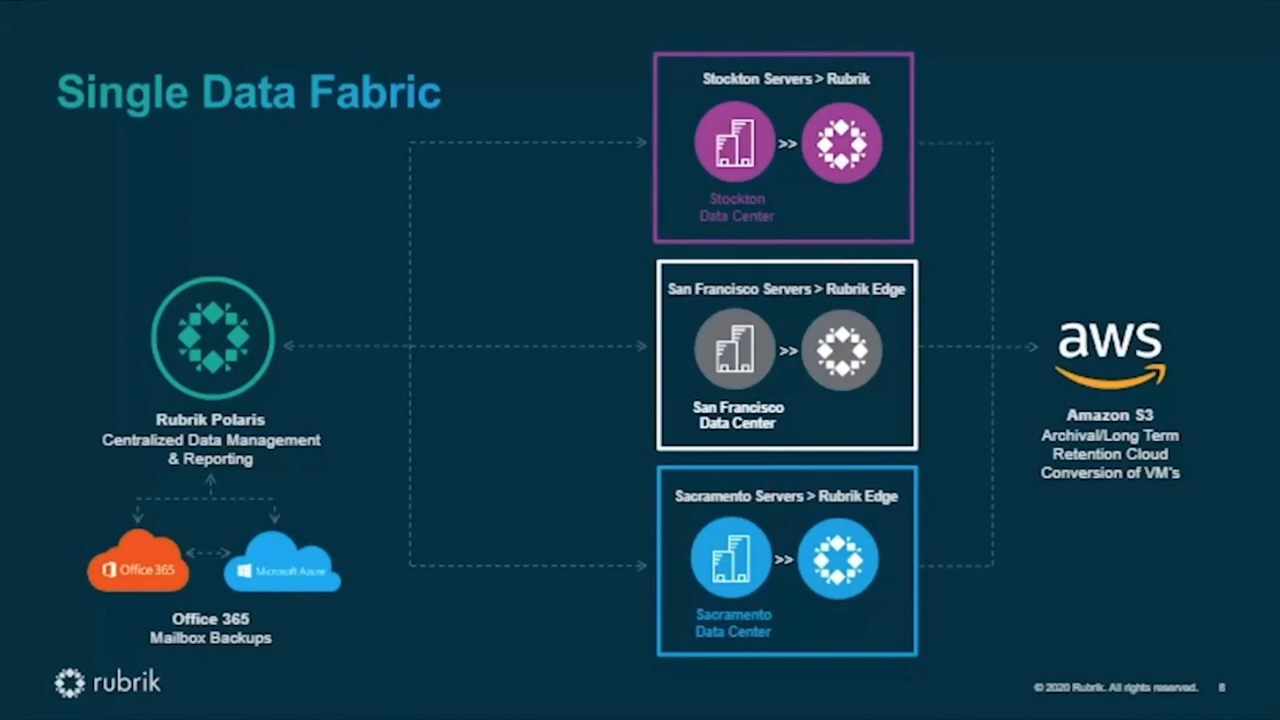 Single Data Fabric
Stockton Servers > Rubrik
>>
Stockton
Data Center
San Francisco Servers > Rubrik Edge
>>
San Francisco
Data Center
Sacramento Servers > Rubrik Edge
>>
Sacramento
Data Center
Rubrik Polaris
Centralized Data Management
& Reporting
Office 365
Microsoft Azure
Office 365
Mailbox Backups
aws
Amazon S3
Archival/Long Term
Retention Cloud
Conversion of VM's
rubrik
© 2020 Rubrik. All rights reserved. 8